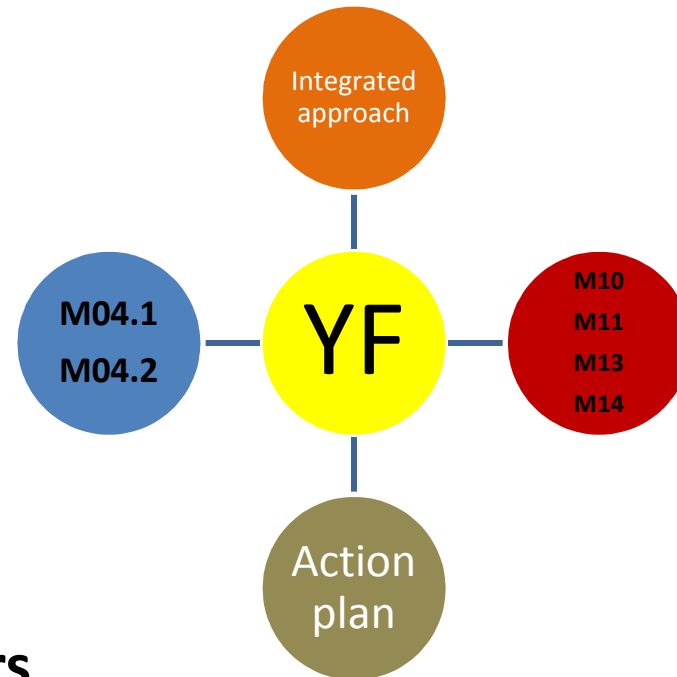 Integrated
approach
M04.1
M04.2
YF
M10
M11
M13
M14
Action
plan